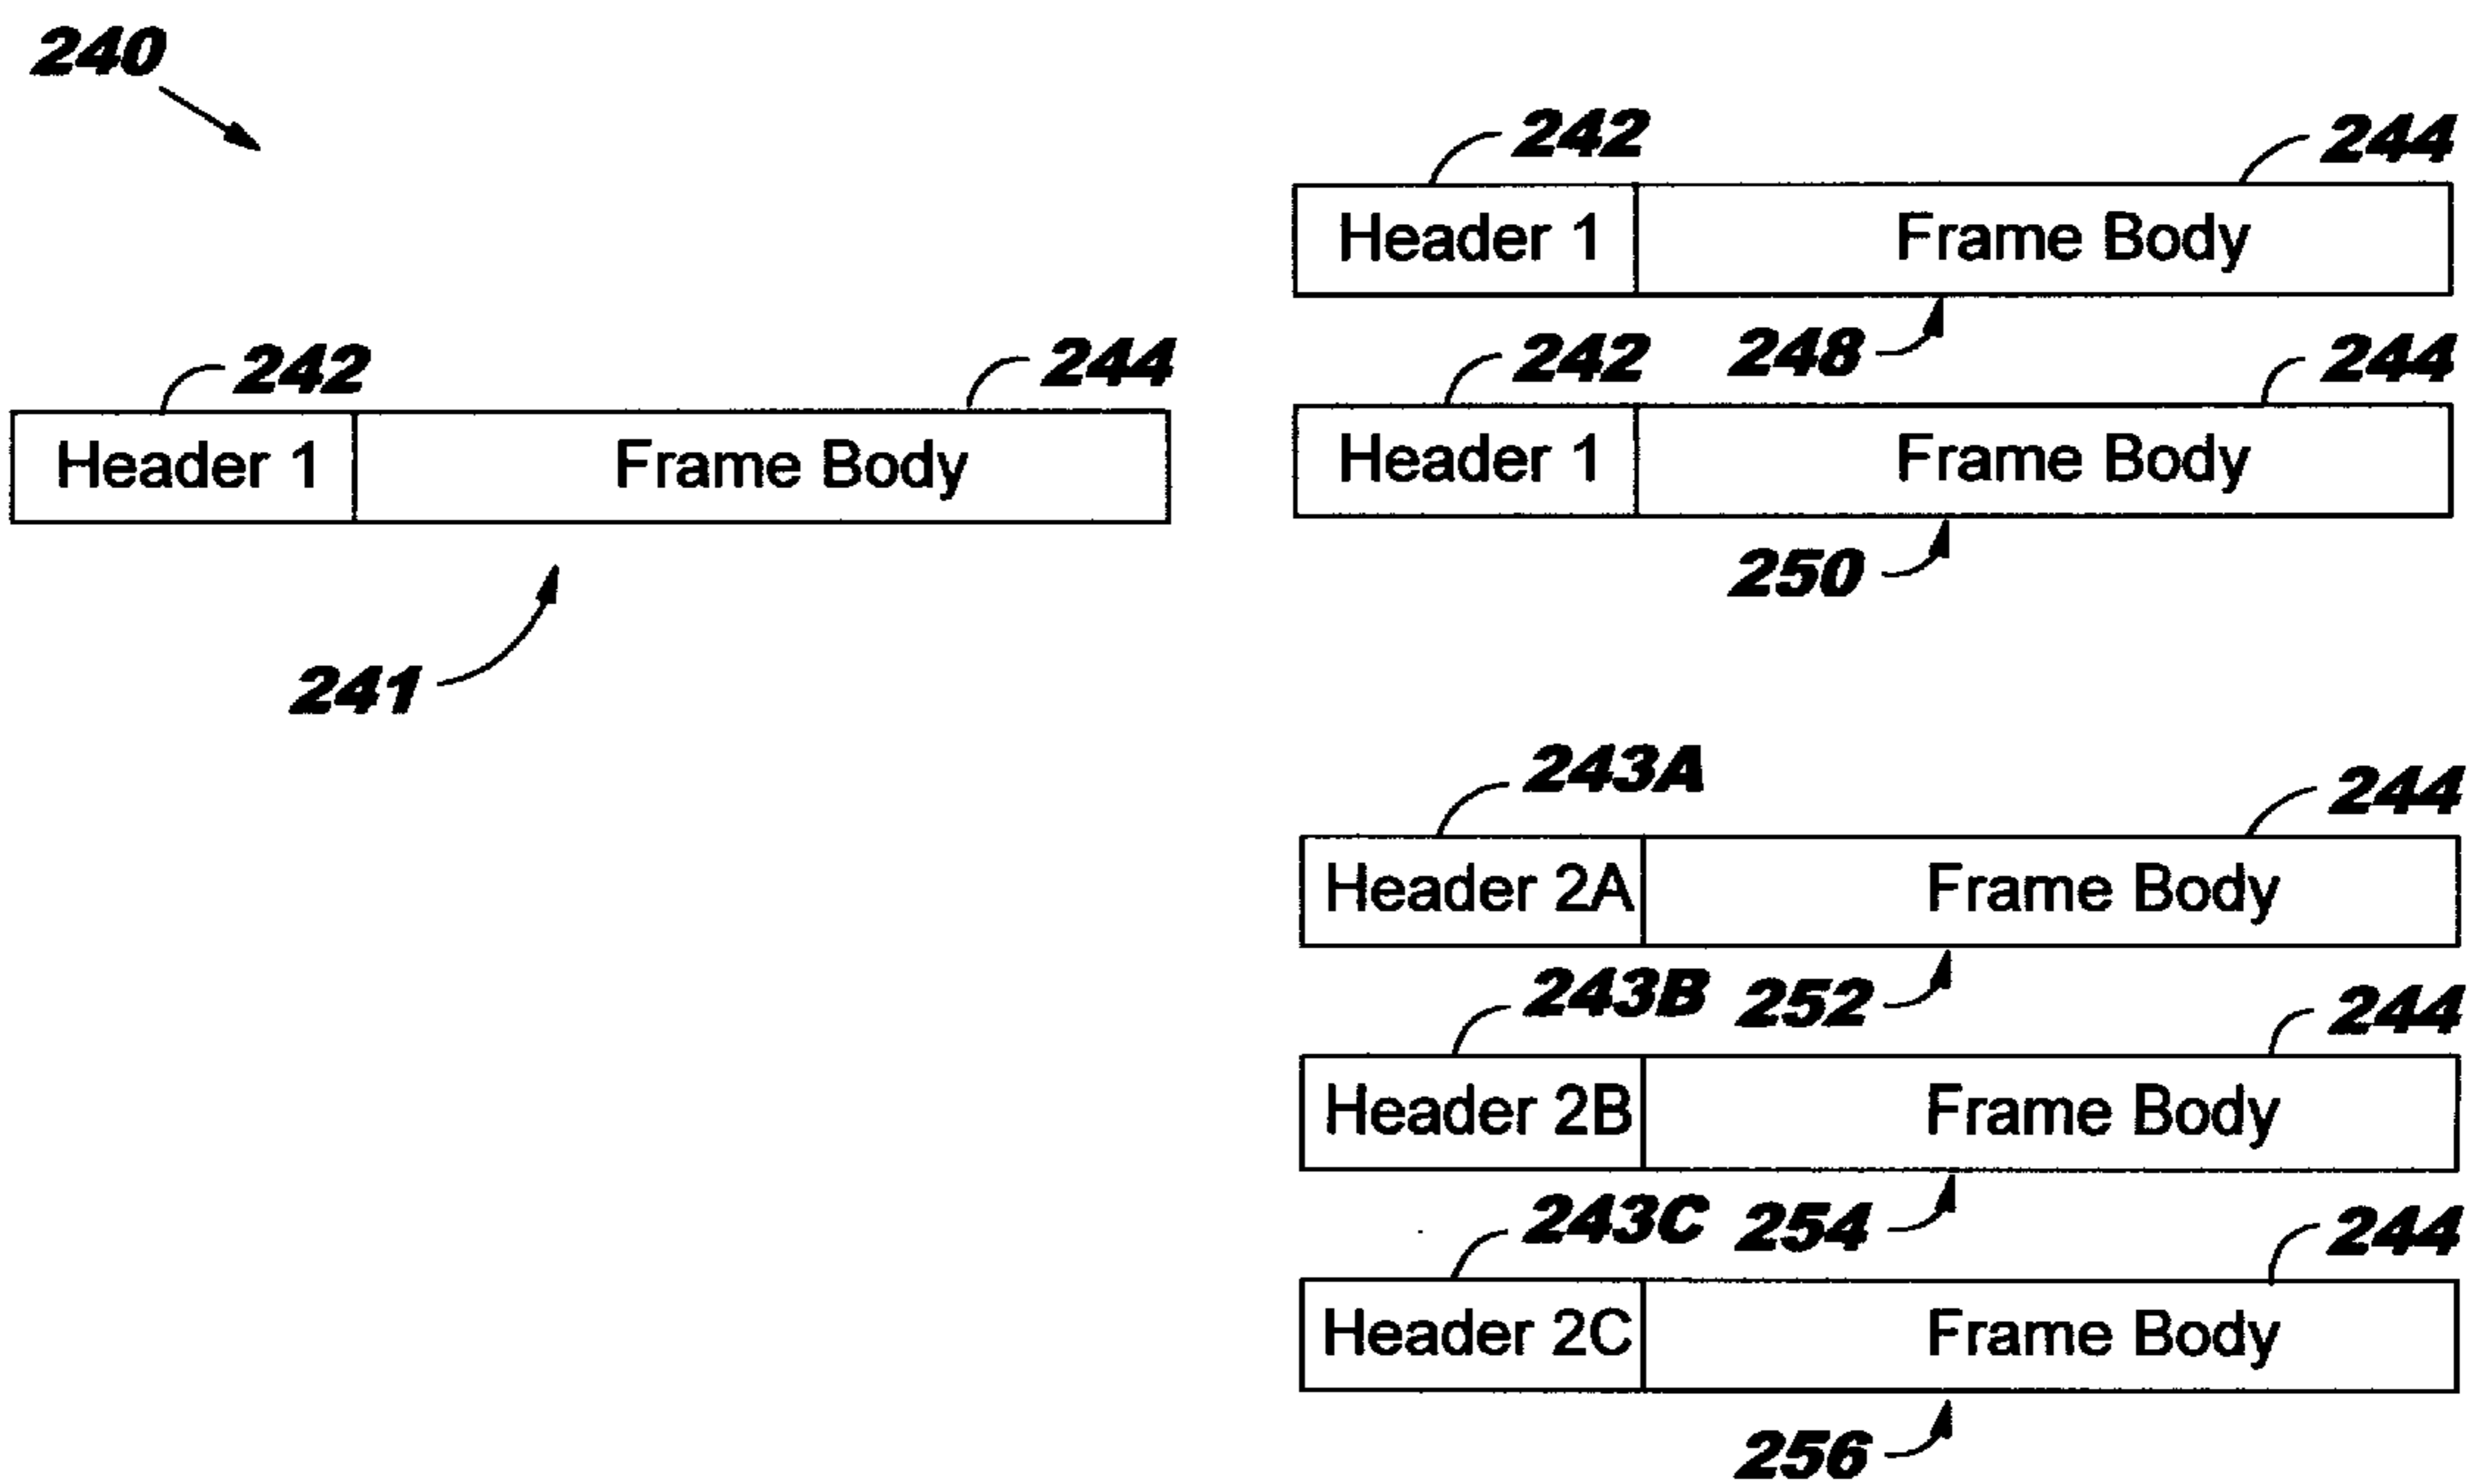 240
242 244
Header 1 Frame Body
241
242 244
Header 1 Frame Body
248
242 244
Header 1 Frame Body
250
243A 244
Header 2A Frame Body
252
243B 244
Header 2B Frame Body
254
243C 244
Header 2C Frame Body
256